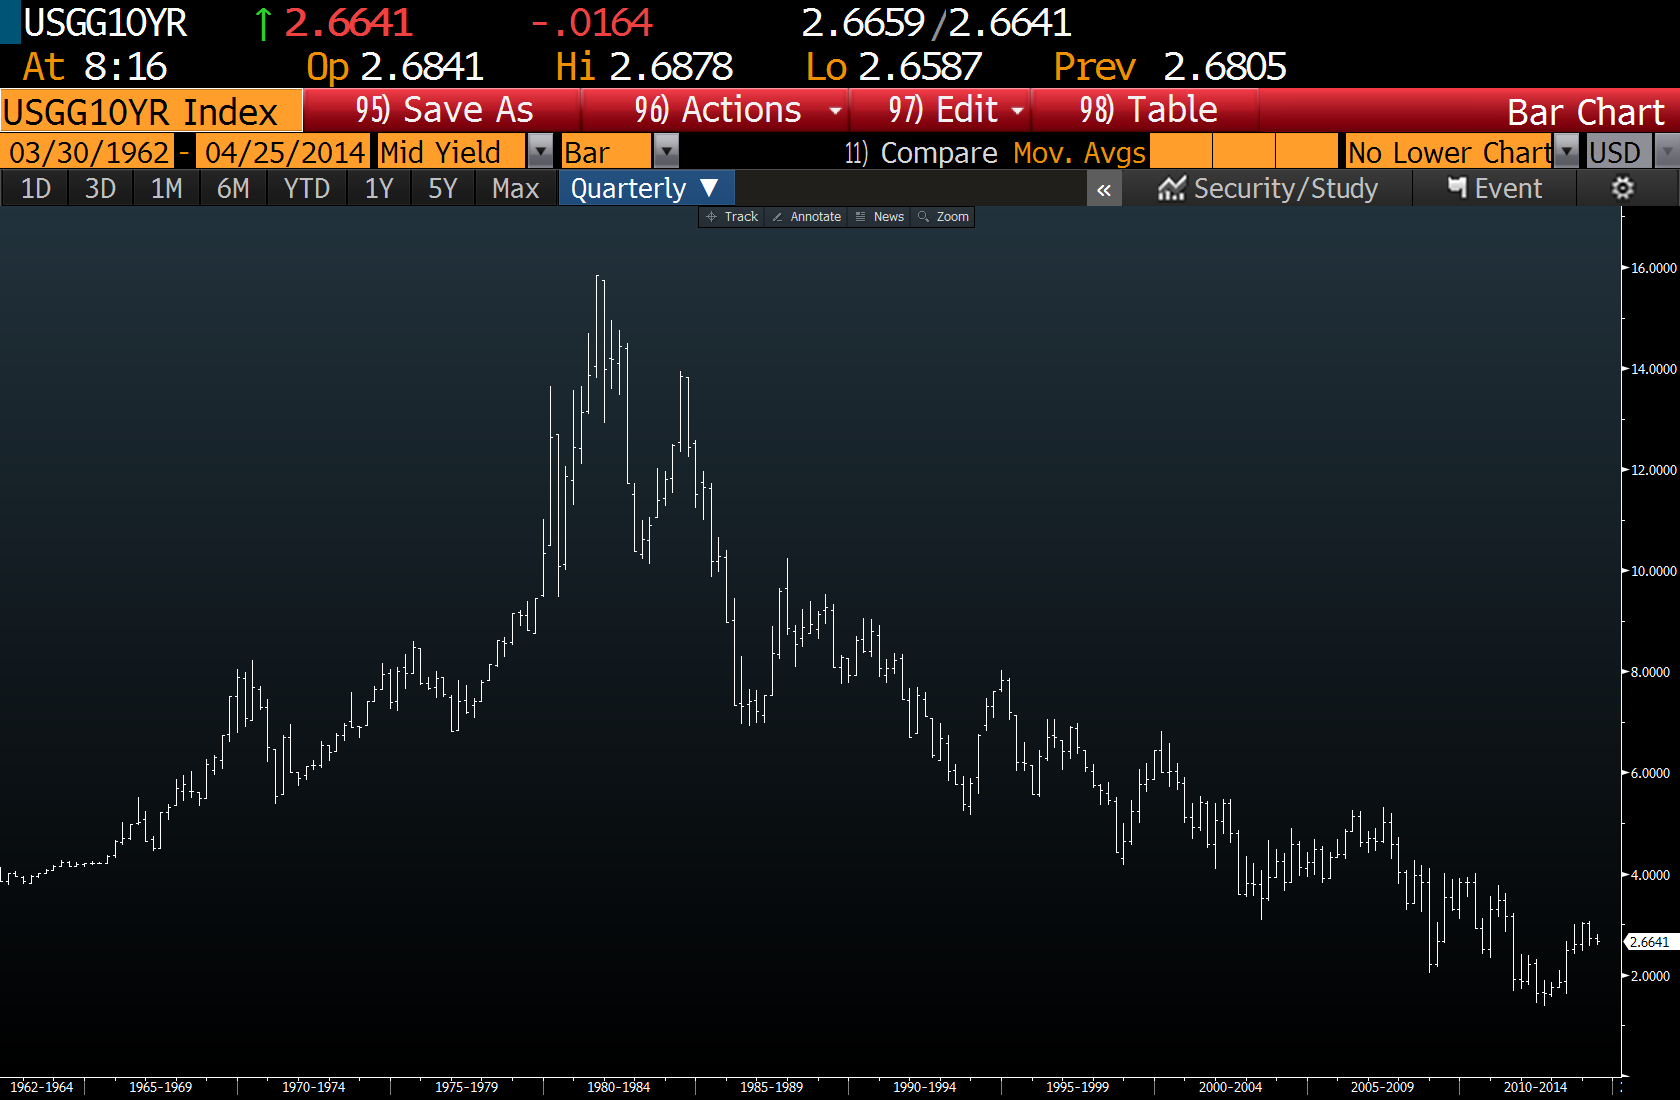 USGG10YR ↑ 2.6641 -.0164 2.6659/2.6641
At 8:16 Op 2.6841 Hi 2.6878 Lo 2.6587 Prev 2.6805
USGG10YR Index 95) Save As 96) Actions 97) Edit 98) Table Bar Chart
03/30/1962 - 04/25/2014 Mid Yield Bar 11) Compare Mov. Avgs No Lower Chart USD
1D 3D 1M 6M YTD 1Y 5Y Max Quarterly ▼ « Security/Study Event
Track Annotate News Zoom
16.0000
14.0000
12.0000
10.0000
8.0000
6.0000
4.0000
2.6641
2.0000
1962-1964 1965-1969 1970-1974 1975-1979 1980-1984 1985-1989 1990-1994 1995-1999 2000-2004 2005-2009 2010-2014